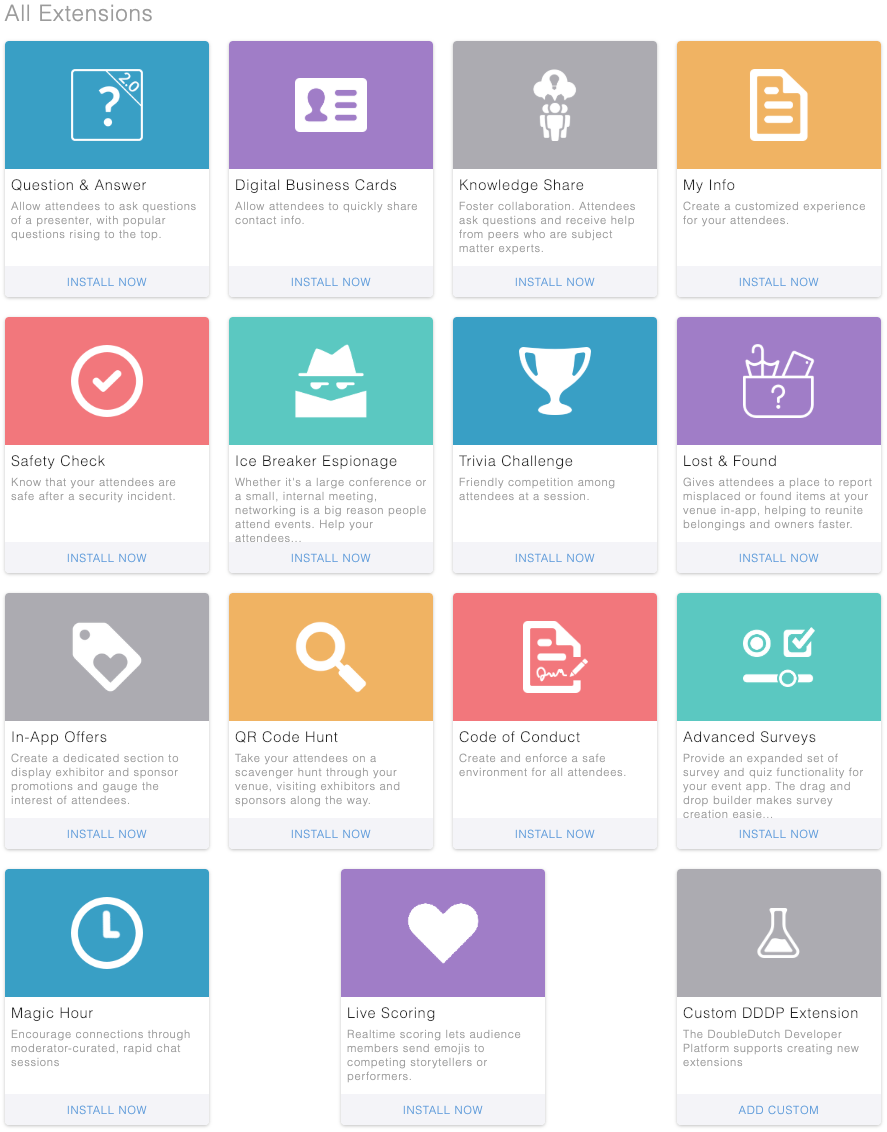 All Extensions
?
2.0
Question & Answer
Allow attendees to ask questions
of a presenter, with popular
questions rising to the top.
INSTALL NOW
Digital Business Cards
Allow attendees to quickly share
contact info.
INSTALL NOW
Knowledge Share
Foster collaboration. Attendees
ask questions and receive help
from peers who are subject
matter experts.
INSTALL NOW
My Info
Create a customized experience
for your attendees.
INSTALL NOW
Safety Check
Know that your attendees are
safe after a security incident.
INSTALL NOW
Ice Breaker Espionage
Whether it's a large conference or
a small, internal meeting,
networking is a big reason people
attend events. Help your
attendees...
INSTALL NOW
Trivia Challenge
Friendly competition among
attendees at a session.
INSTALL NOW
?
Lost & Found
Gives attendees a place to report
misplaced or found items at your
venue in-app, helping to reunite
belongings and owners faster.
INSTALL NOW
In-App Offers
Create a dedicated section to
display exhibitor and sponsor
promotions and gauge the
interest of attendees.
INSTALL NOW
QR Code Hunt
Take your attendees on a
scavenger hunt through your
venue, visiting exhibitors and
sponsors along the way.
INSTALL NOW
Code of Conduct
Create and enforce a safe
environment for all attendees.
INSTALL NOW
Advanced Surveys
Provide an expanded set of
survey and quiz functionality for
your event app. The drag and
drop builder makes survey
creation easie...
INSTALL NOW
Magic Hour
Encourage connections through
moderator-curated, rapid chat
sessions
INSTALL NOW
Live Scoring
Realtime scoring lets audience
members send emojis to
competing storytellers or
performers.
INSTALL NOW
Custom DDDP Extension
The DoubleDutch Developer
Platform supports creating new
extensions
ADD CUSTOM